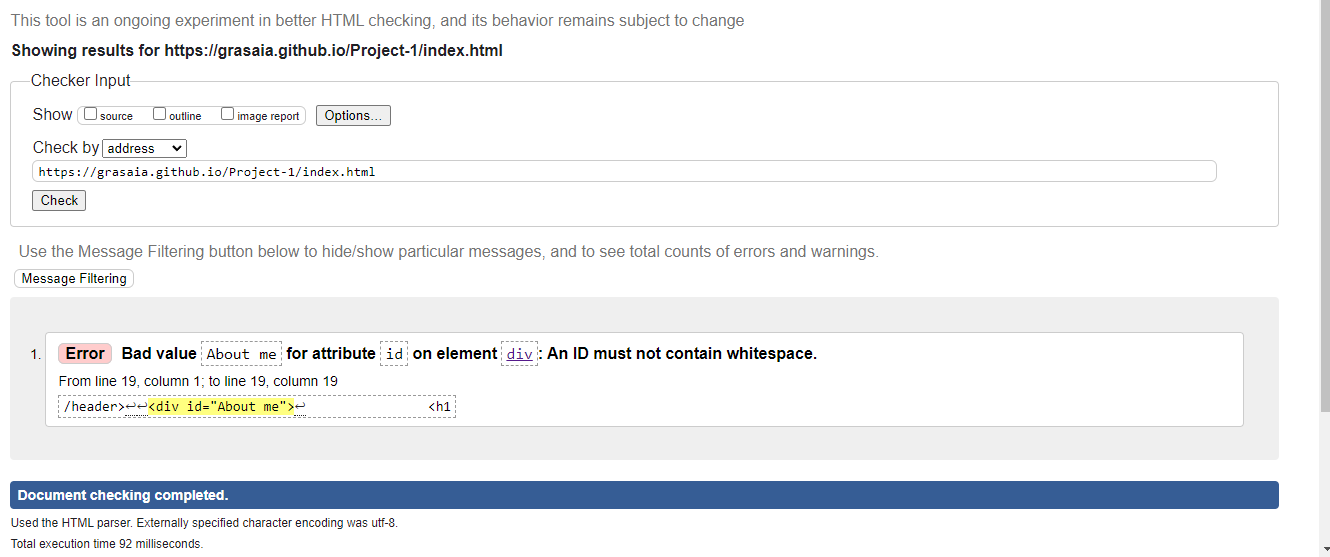 This tool is an ongoing experiment in better HTML checking, and its behavior remains subject to change
Showing results for https://grasaia.github.io/Project-1/index.html
Checker Input
Show source outline image report Options...
Check by address
https://grasaia.github.io/Project-1/index.html
Check
Use the Message Filtering button below to hide/show particular messages, and to see total counts of errors and warnings.
Message Filtering
1. Error Bad value About me for attribute id on element div: An ID must not contain whitespace.
From line 19, column 1; to line 19, column 19
/header>↩↩<div id="About me">↩ <h1
Document checking completed.
Used the HTML parser. Externally specified character encoding was utf-8.
Total execution time 92 milliseconds.